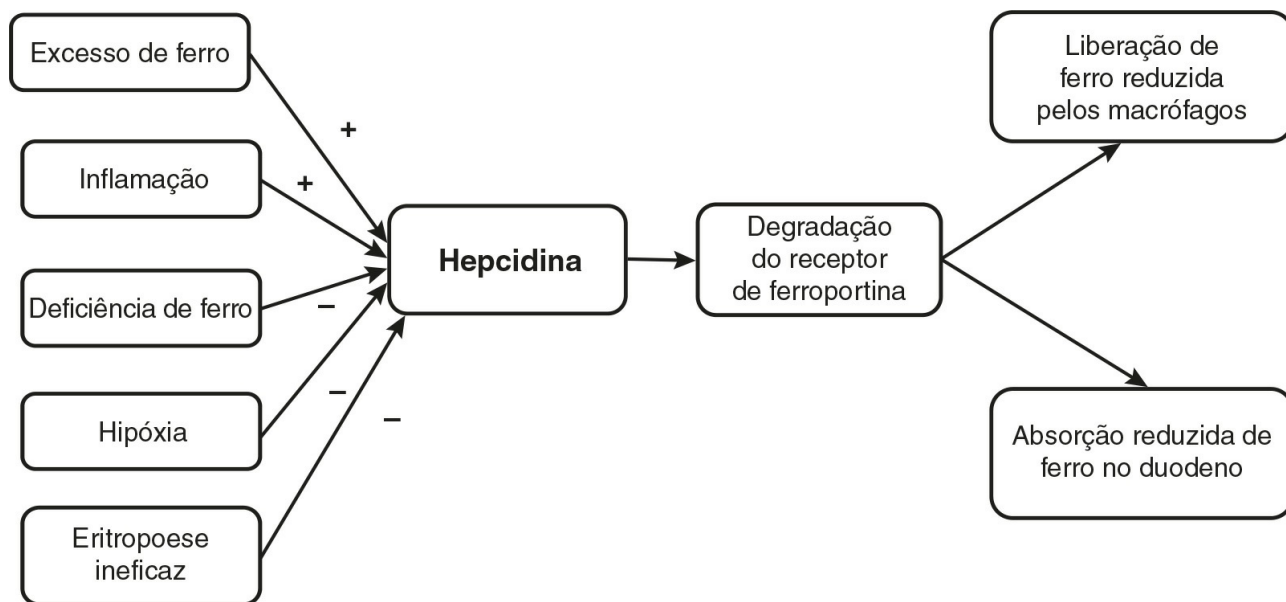 Excesso de ferro
+
Inflamação
+
Deficiência de ferro
−
Hipóxia
−
Eritropoese
ineficaz
−
Hepcidina
Degradação
do receptor
de ferroportina
Liberação de
ferro reduzida
pelos macrófagos
Absorção reduzida de
ferro no duodeno